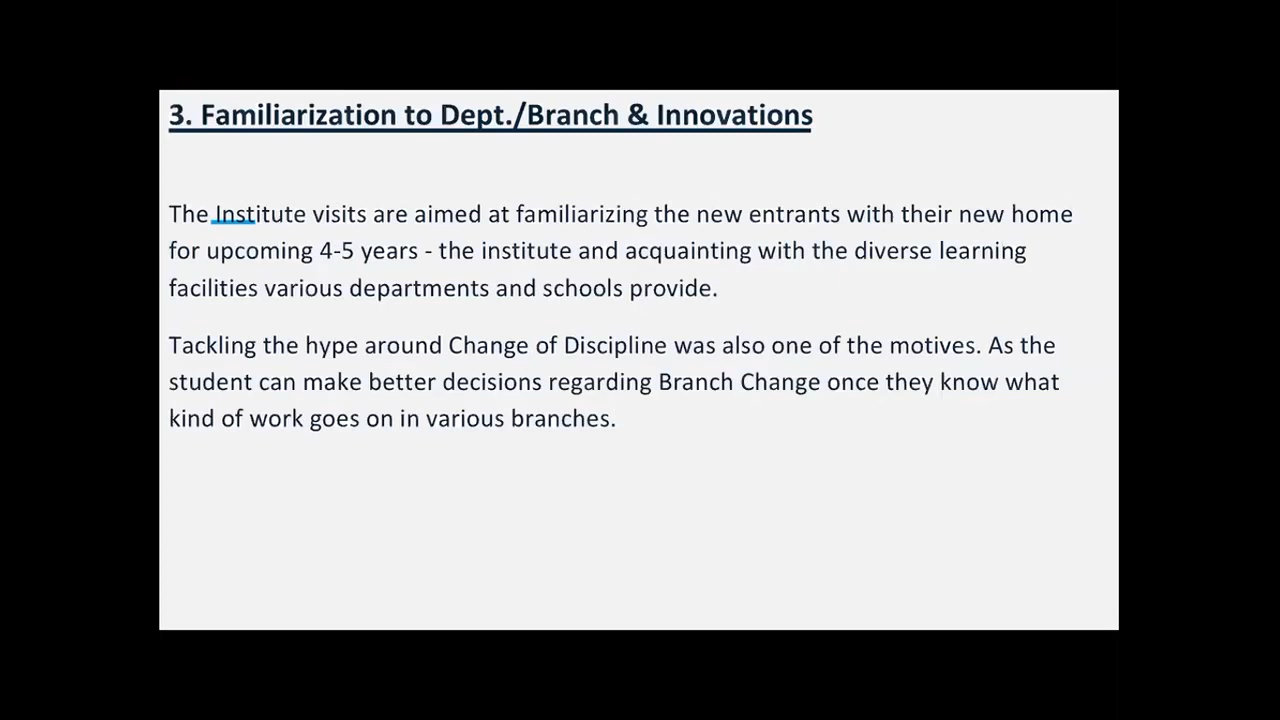 3. Familiarization to Dept./Branch & Innovations
The Institute visits are aimed at familiarizing the new entrants with their new home
for upcoming 4-5 years - the institute and acquainting with the diverse learning
facilities various departments and schools provide.
Tackling the hype around Change of Discipline was also one of the motives. As the
student can make better decisions regarding Branch Change once they know what
kind of work goes on in various branches.